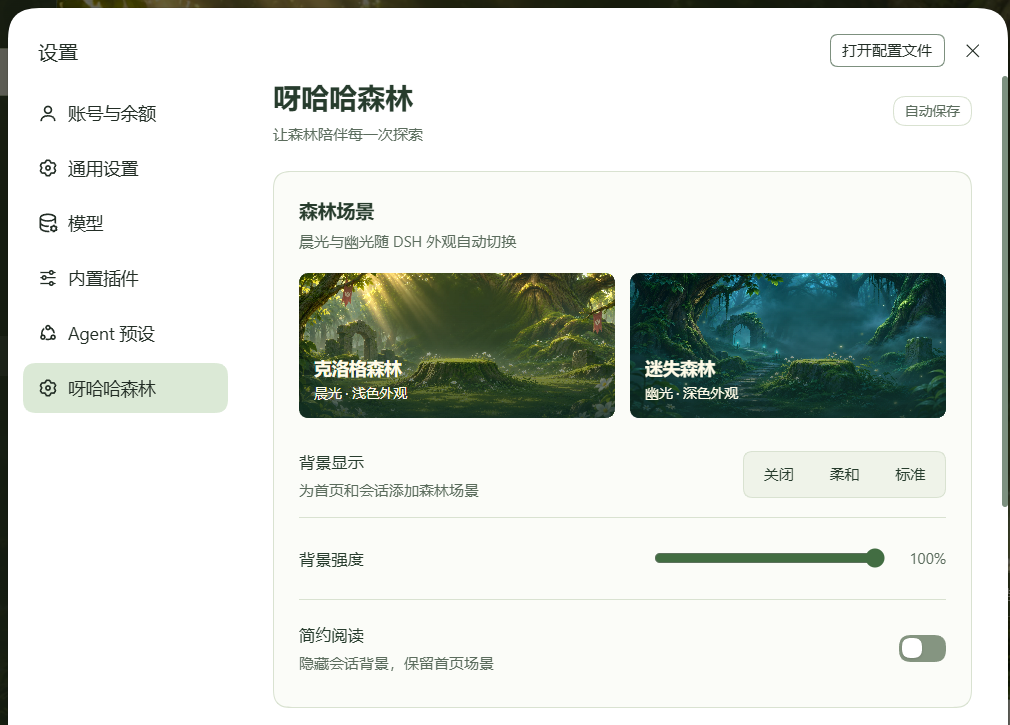 设置
打开配置文件
账号与余额
通用设置
模型
内置插件
Agent 预设
呀哈哈森林
呀哈哈森林
自动保存
让森林陪伴每一次探索
森林场景
晨光与幽光随 DSH 外观自动切换
克洛格森林
晨光 · 浅色外观
迷失森林
幽光 · 深色外观
背景显示
为首页和会话添加森林场景
关闭
柔和
标准
背景强度
100%
简约阅读
隐藏会话背景，保留首页场景